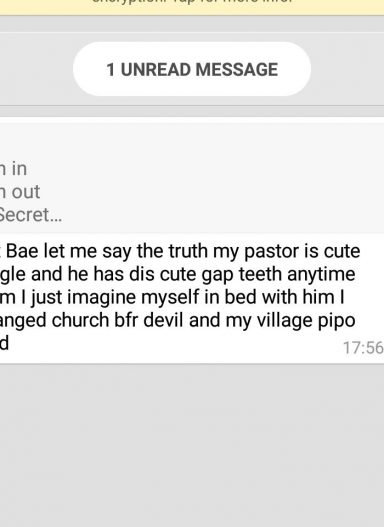 encryption. Tap for more info.
1 UNREAD MESSAGE
n in
n out
Secret...
Bae let me say the truth my pastor is cute
gle and he has dis cute gap teeth anytime
m I just imagine myself in bed with him I
anged church bfr devil and my village pipo
d
17:56